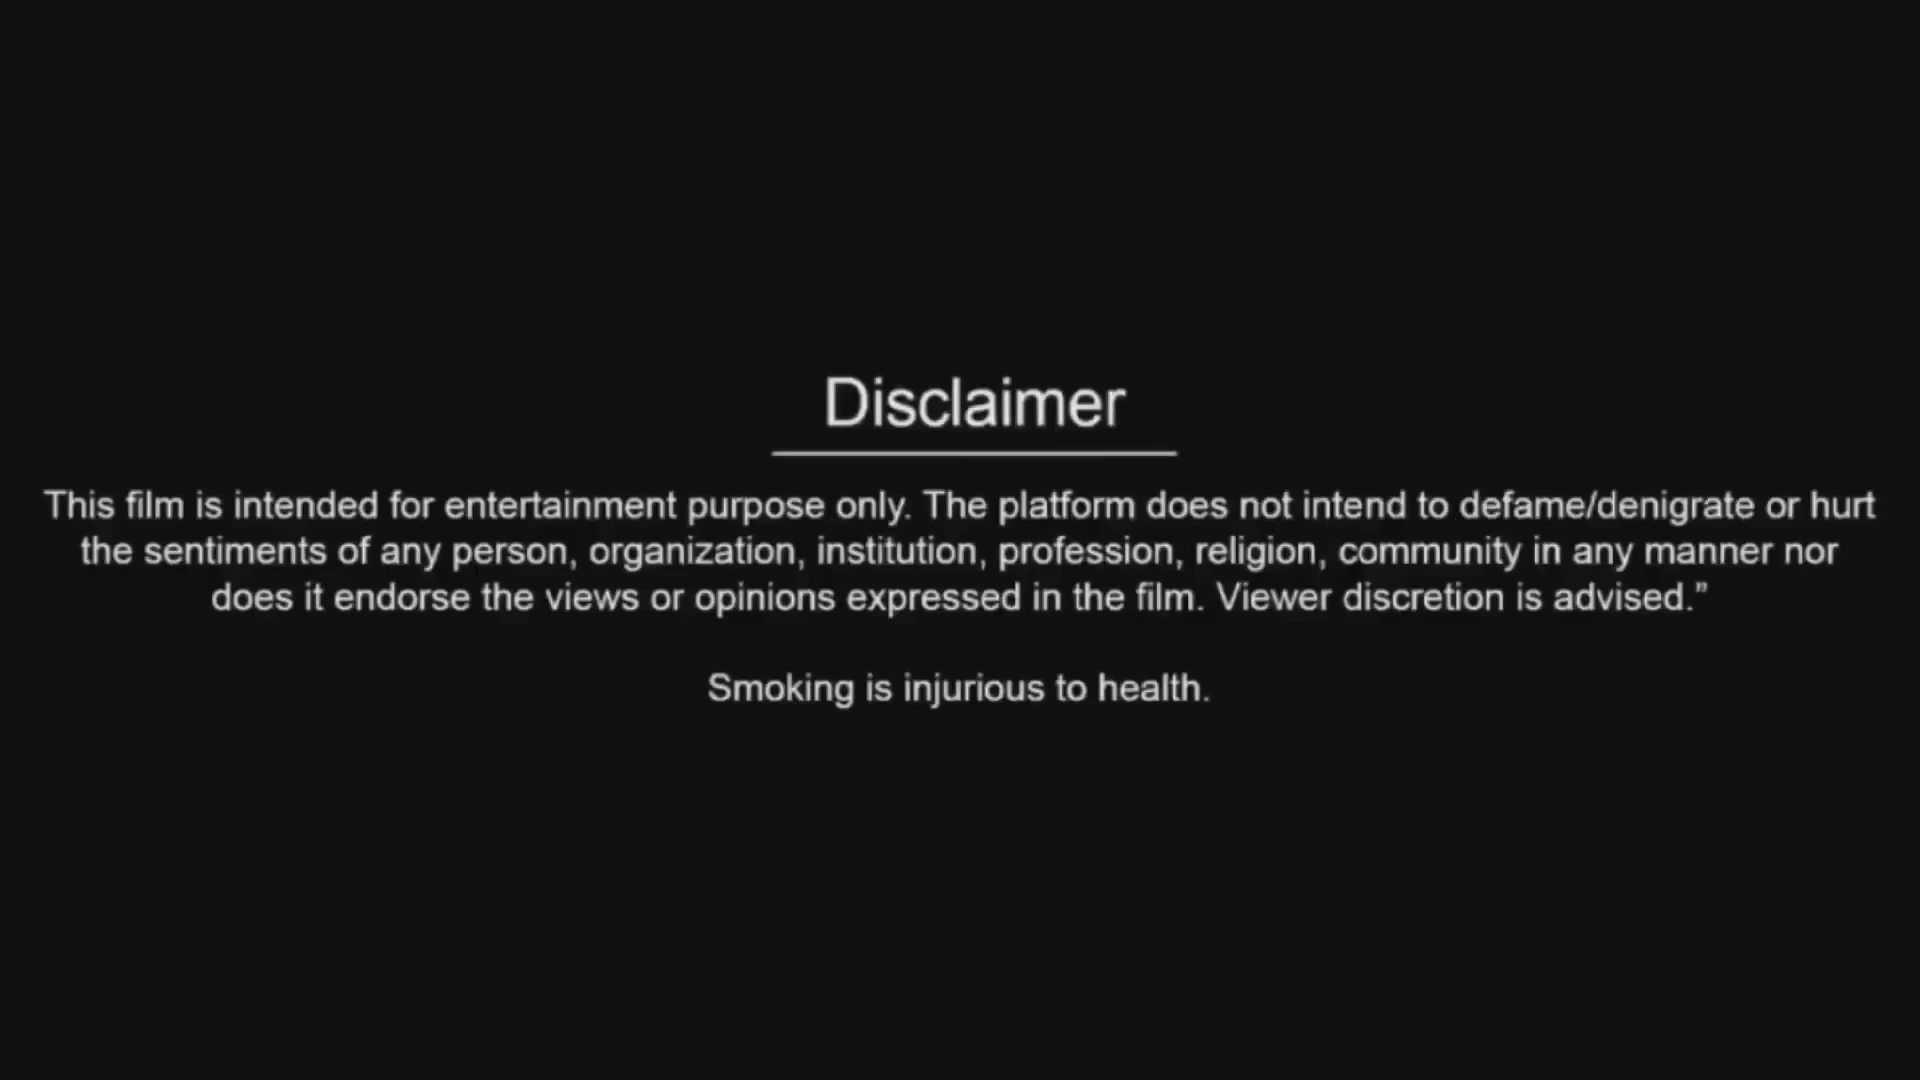 Disclaimer
This film is intended for entertainment purpose only. The platform does not intend to defame/denigrate or hurt
the sentiments of any person, organization, institution, profession, religion, community in any manner nor
does it endorse the views or opinions expressed in the film. Viewer discretion is advised.”
Smoking is injurious to health.